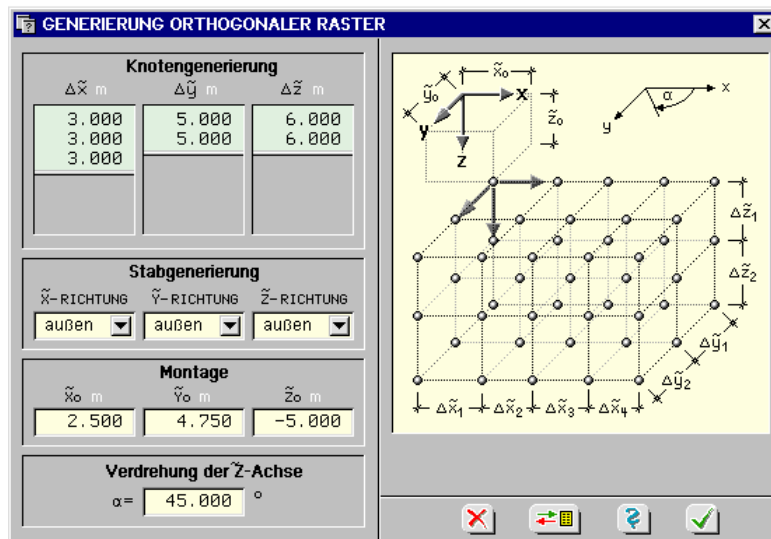 GENERIERUNG ORTHOGONALER RASTER
Knotengenerierung
Δx̃ m Δỹ m Δz̃ m
3.000 5.000 6.000
3.000 5.000 6.000
3.000
Stabgenerierung
X̃-RICHTUNG Ỹ-RICHTUNG Z̃-RICHTUNG
außen außen außen
Montage
X̃o m Ỹo m Z̃o m
2.500 4.750 -5.000
Verdrehung der Z̃-Achse
α= 45.000 °
x̃o
ỹo
x
y
z
z̃o
α
x
y
Δz̃1
Δz̃2
Δỹ1
Δỹ2
Δx̃1 Δx̃2 Δx̃3 Δx̃4